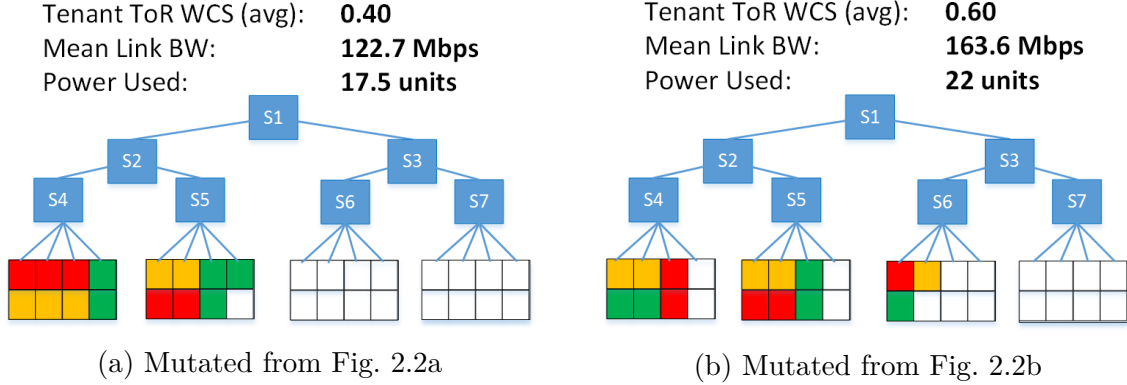 Tenant ToR WCS (avg): 0.40
Mean Link BW: 122.7 Mbps
Power Used: 17.5 units
S1
S2 S3
S4 S5 S6 S7
(a) Mutated from Fig. 2.2a
Tenant ToR WCS (avg): 0.60
Mean Link BW: 163.6 Mbps
Power Used: 22 units
S1
S2 S3
S4 S5 S6 S7
(b) Mutated from Fig. 2.2b